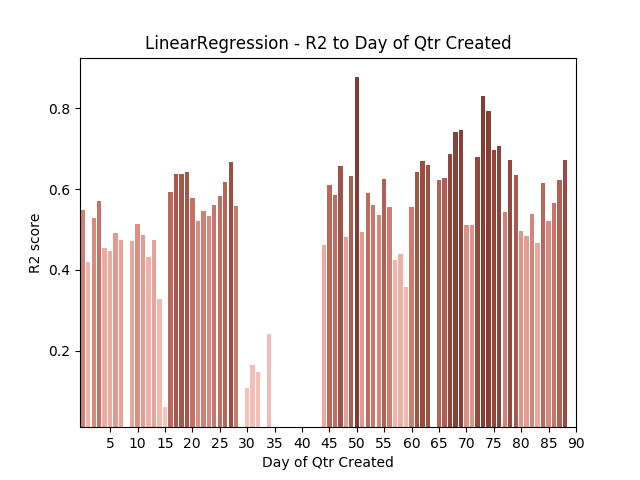 LinearRegression - R2 to Day of Qtr Created
R2 score
0.8
0.6
0.4
0.2
5 10 15 20 25 30 35 40 45 50 55 60 65 70 75 80 85 90
Day of Qtr Created